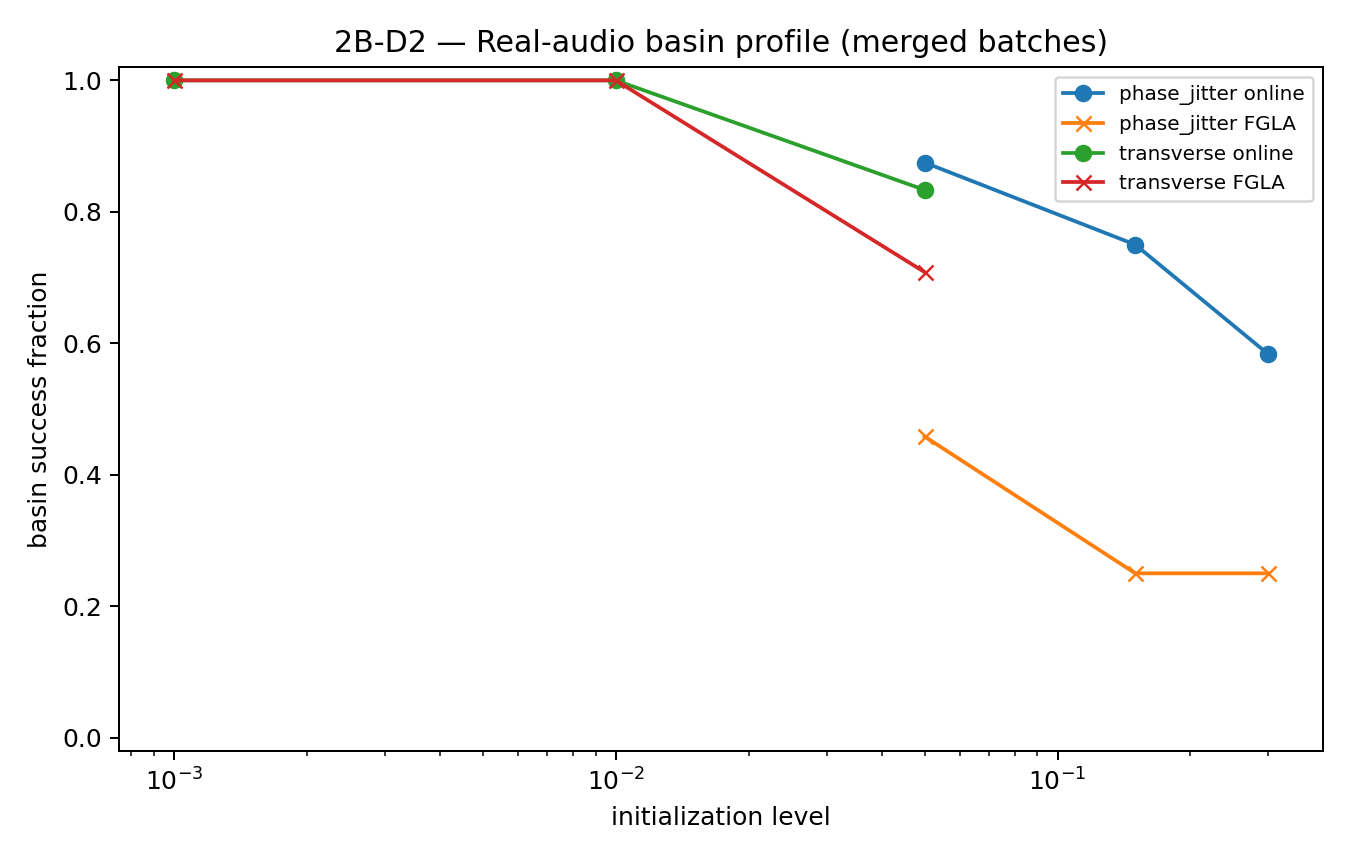 2B-D2 — Real-audio basin profile (merged batches)
basin success fraction
1.0
0.8
0.6
0.4
0.2
0.0
phase_jitter online
phase_jitter FGLA
transverse online
transverse FGLA
10⁻³
10⁻²
10⁻¹
initialization level